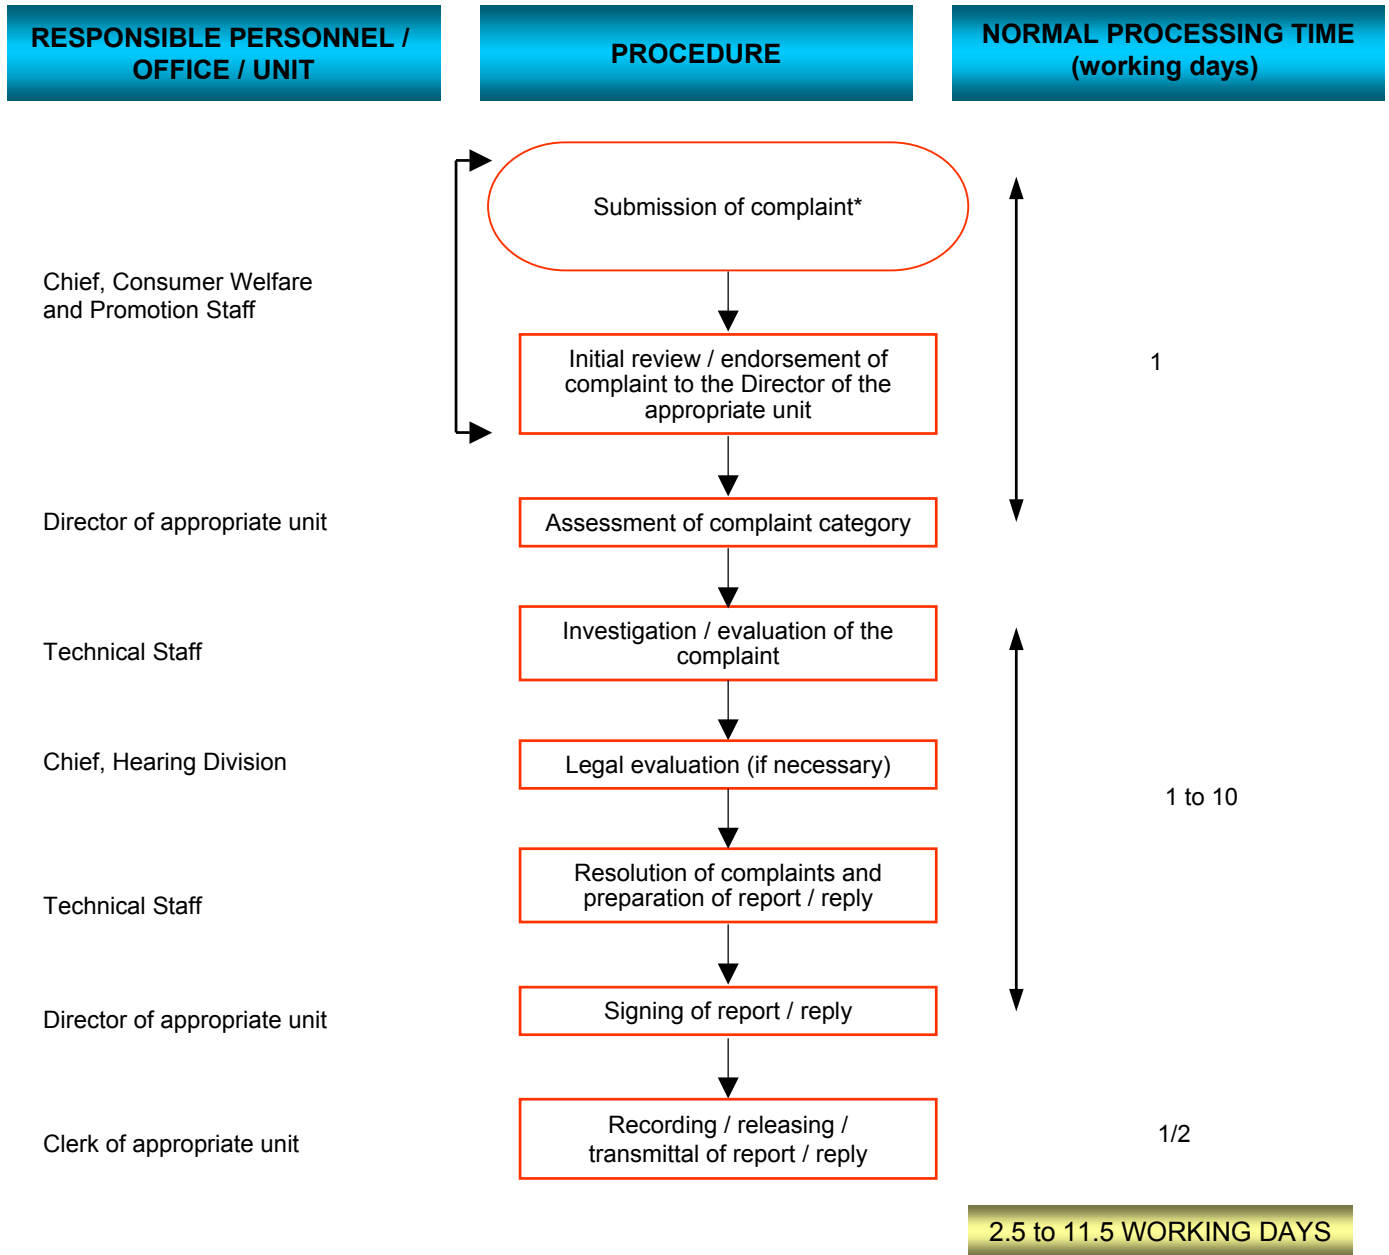 RESPONSIBLE PERSONNEL /
OFFICE / UNIT
PROCEDURE
NORMAL PROCESSING TIME
(working days)
Submission of complaint*
Chief, Consumer Welfare
and Promotion Staff
Initial review / endorsement of
complaint to the Director of the
appropriate unit
1
Director of appropriate unit
Assessment of complaint category
Technical Staff
Investigation / evaluation of the
complaint
Chief, Hearing Division
Legal evaluation (if necessary)
1 to 10
Technical Staff
Resolution of complaints and
preparation of report / reply
Director of appropriate unit
Signing of report / reply
Clerk of appropriate unit
Recording / releasing /
transmittal of report / reply
1/2
2.5 to 11.5 WORKING DAYS